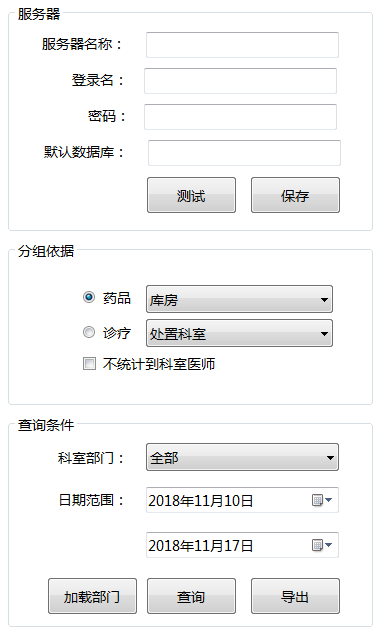 服务器
服务器名称：
登录名：
密码：
默认数据库：
测试 保存
分组依据
药品 库房
诊疗 处置科室
不统计到科室医师
查询条件
科室部门： 全部
日期范围： 2018年11月10日
2018年11月17日
加载部门 查询 导出